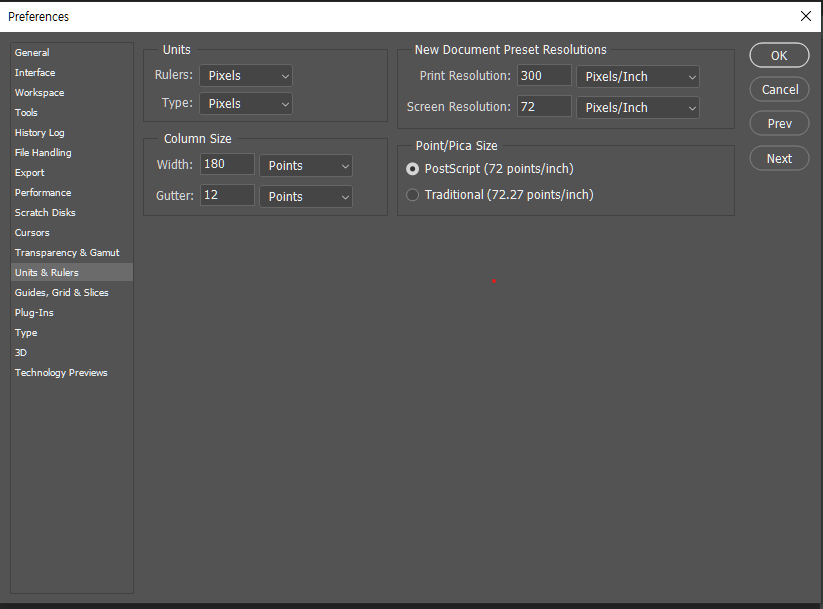 Preferences
General
Interface
Workspace
Tools
History Log
File Handling
Export
Performance
Scratch Disks
Cursors
Transparency & Gamut
Units & Rulers
Guides, Grid & Slices
Plug-Ins
Type
3D
Technology Previews
Units
Rulers: Pixels
Type: Pixels
Column Size
Width: 180 Points
Gutter: 12 Points
New Document Preset Resolutions
Print Resolution: 300 Pixels/Inch
Screen Resolution: 72 Pixels/Inch
Point/Pica Size
PostScript (72 points/inch)
Traditional (72.27 points/inch)
OK
Cancel
Prev
Next